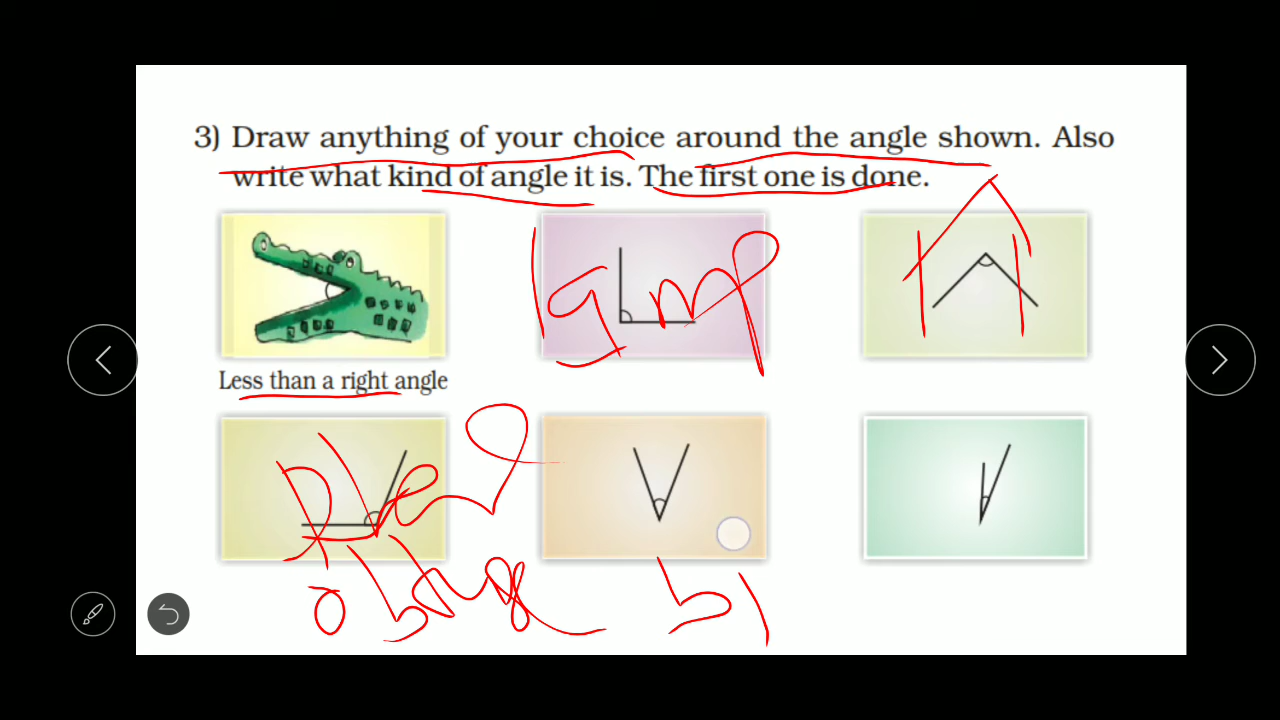 3) Draw anything of your choice around the angle shown. Also
write what kind of angle it is. The first one is done.
lamp
Less than a right angle